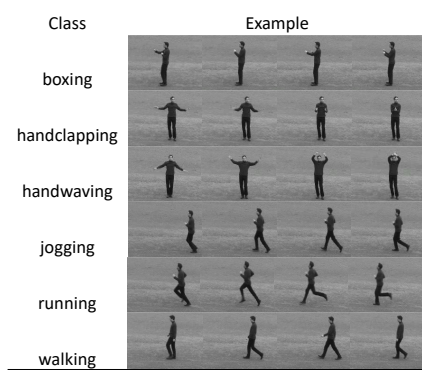 Class Example
boxing
handclapping
handwaving
jogging
running
walking